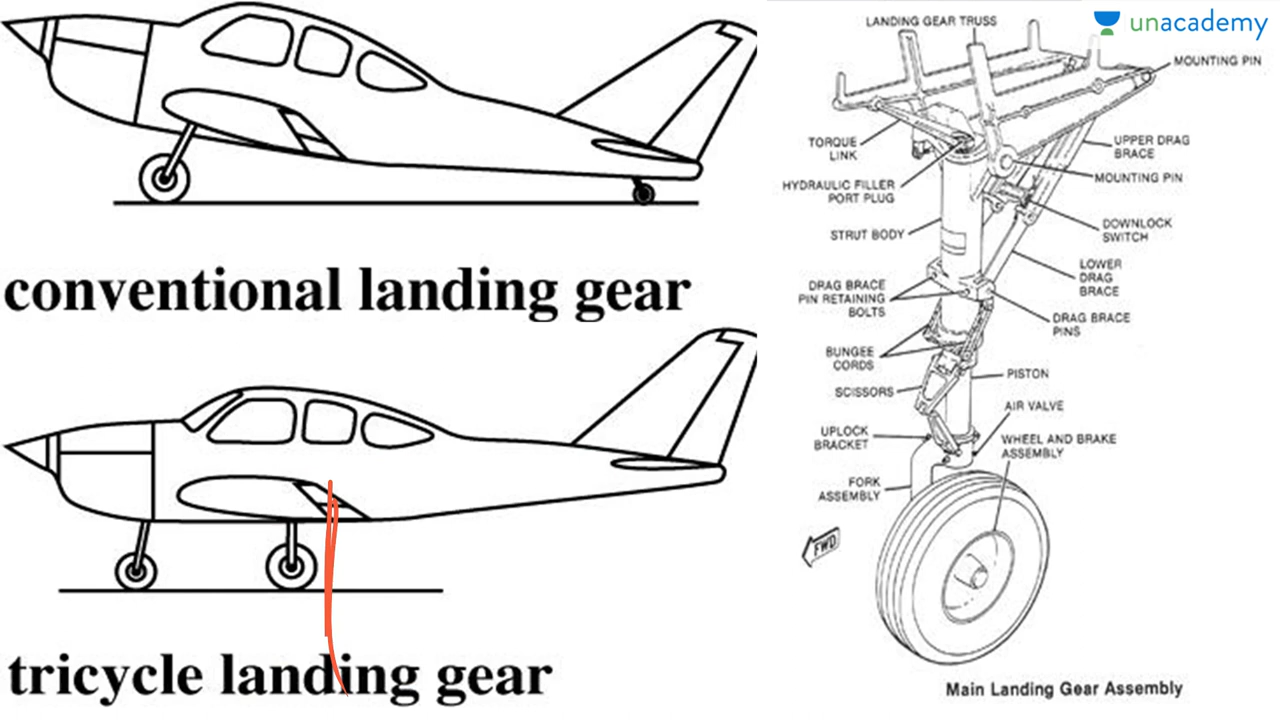 conventional landing gear
tricycle landing gear
unacademy
LANDING GEAR TRUSS
MOUNTING PIN
TORQUE
LINK
UPPER DRAG
BRACE
MOUNTING PIN
HYDRAULIC FILLER
PORT PLUG
DOWNLOCK
SWITCH
STRUT BODY
LOWER
DRAG
BRACE
DRAG BRACE
PIN RETAINING
BOLTS
DRAG BRACE
PINS
BUNGEE
CORDS
PISTON
SCISSORS
AIR VALVE
UPLOCK
BRACKET
WHEEL AND BRAKE
ASSEMBLY
FORK
ASSEMBLY
FWD
Main Landing Gear Assembly